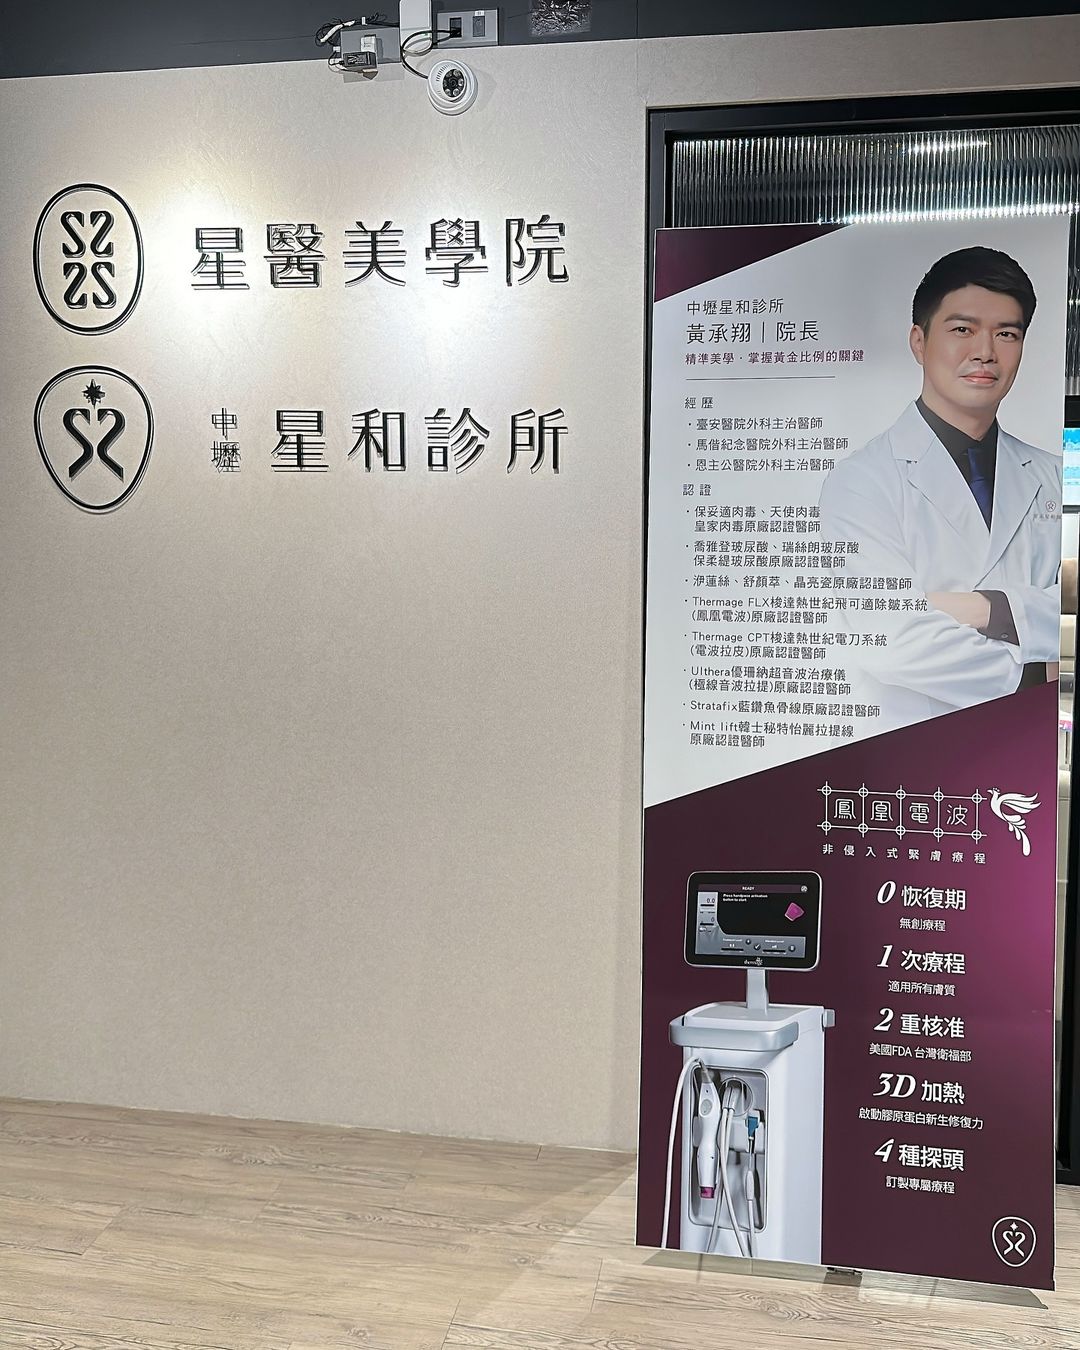 星醫美學院
中壢 星和診所
中壢星和診所
黃承翔｜院長
精準美學‧掌握黃金比例的關鍵
經歷
‧臺安醫院外科主治醫師
‧馬偕紀念醫院外科主治醫師
‧恩主公醫院外科主治醫師
認證
‧保妥適肉毒、天使肉毒
皇家肉毒原廠認證醫師
‧喬雅登玻尿酸、瑞絲朗玻尿酸
保柔緹玻尿酸原廠認證醫師
‧洢蓮絲、舒顏萃、晶亮瓷原廠認證醫師
‧Thermage FLX梭達熱世紀飛可適除皺系統
(鳳凰電波)原廠認證醫師
‧Thermage CPT梭達熱世紀電刀系統
(電波拉皮)原廠認證醫師
‧Ulthera優珊納超音波治療儀
(極線音波拉提)原廠認證醫師
‧Stratafix藍鑽魚骨線原廠認證醫師
‧Mint lift韓士秘特怡麗拉提線
原廠認證醫師
鳳凰電波
非侵入式緊膚療程
READY
Press handpiece activation
button to start
0 恢復期
無創療程
1 次療程
適用所有膚質
2 重核准
美國FDA 台灣衛福部
3D 加熱
啟動膠原蛋白新生修復力
4 種探頭
訂製專屬療程